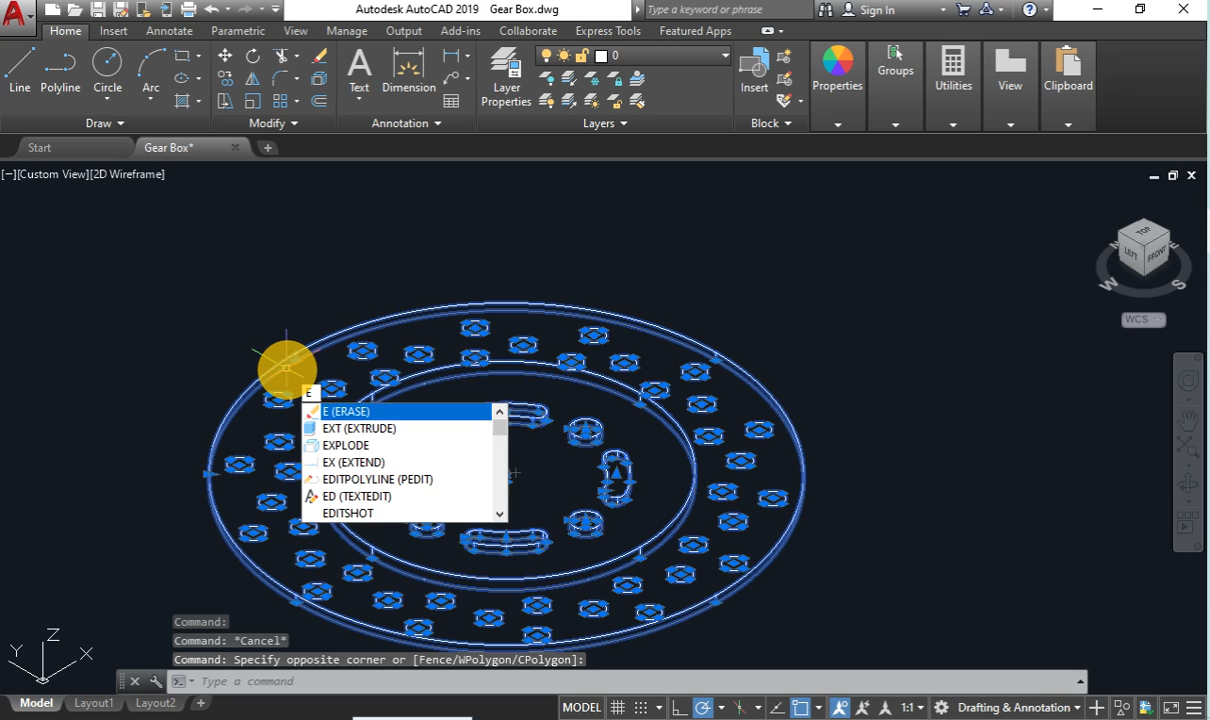 A Autodesk AutoCAD 2019 Gear Box.dwg Type a keyword or phrase Sign In
Home Insert Annotate Parametric View Manage Output Add-ins Collaborate Express Tools Featured Apps
Line Polyline Circle Arc Text Dimension Layer Properties 0 Insert Properties Groups Utilities View Clipboard
Draw Modify Annotation Layers Block
Start Gear Box* +
[−][Custom View][2D Wireframe]
TOP
LEFT FRONT
N E
W S
WCS
E
E (ERASE)
EXT (EXTRUDE)
EXPLODE
EX (EXTEND)
EDITPOLYLINE (PEDIT)
ED (TEXTEDIT)
EDITSHOT
Command:
Command: *Cancel*
Command: Specify opposite corner or [Fence/WPolygon/CPolygon]:
Z
Y X
Type a command
Model Layout1 Layout2 + MODEL 1:1 Drafting & Annotation